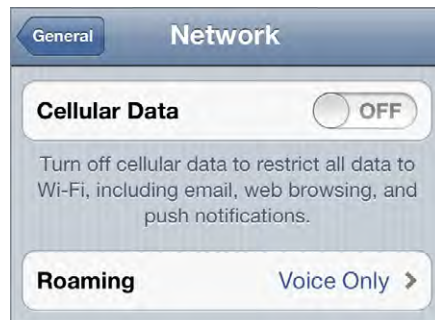 General
Network
Cellular Data
OFF
Turn off cellular data to restrict all data to
Wi-Fi, including email, web browsing, and
push notifications.
Roaming
Voice Only